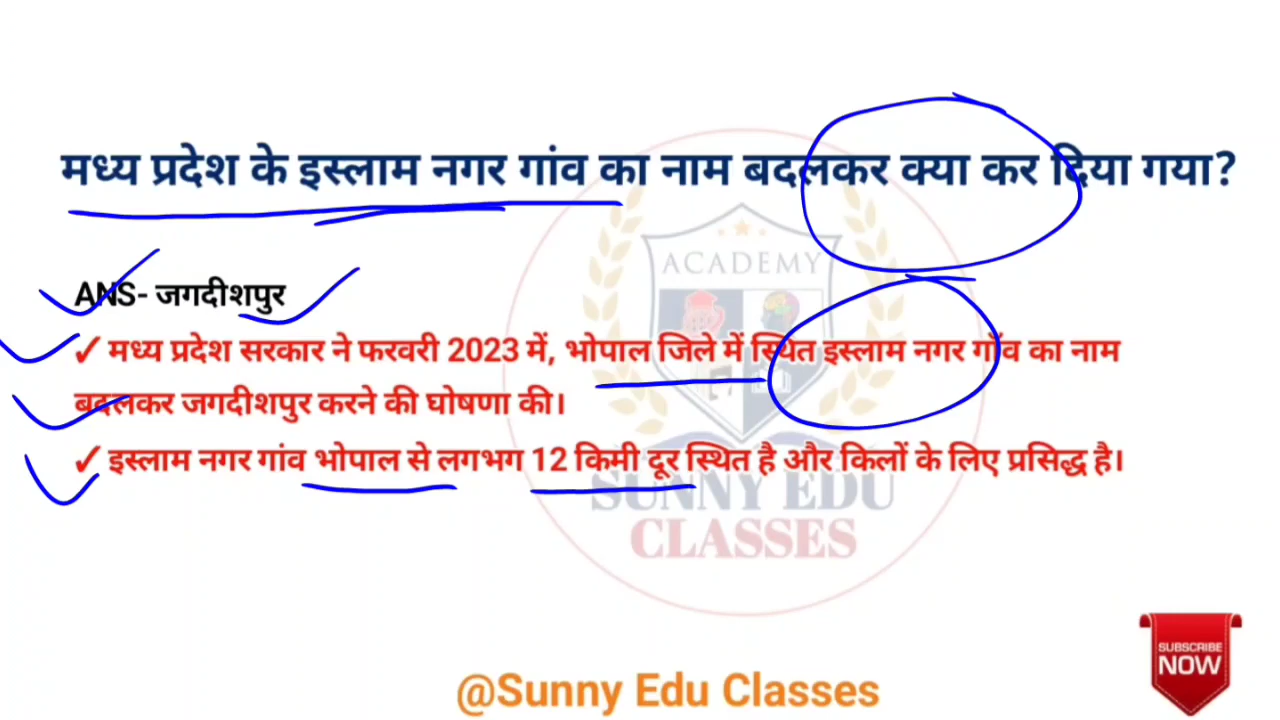 मध्य प्रदेश के इस्लाम नगर गांव का नाम बदलकर क्या कर दिया गया?
ACADEMY
ANS- जगदीशपुर
✓ मध्य प्रदेश सरकार ने फरवरी 2023 में, भोपाल जिले में स्थित इस्लाम नगर गाँव का नाम
बदलकर जगदीशपुर करने की घोषणा की।
✓ इस्लाम नगर गांव भोपाल से लगभग 12 किमी दूर स्थित है और किलों के लिए प्रसिद्ध है।
SUNNY EDU
CLASSES
SUBSCRIBE
NOW
@Sunny Edu Classes